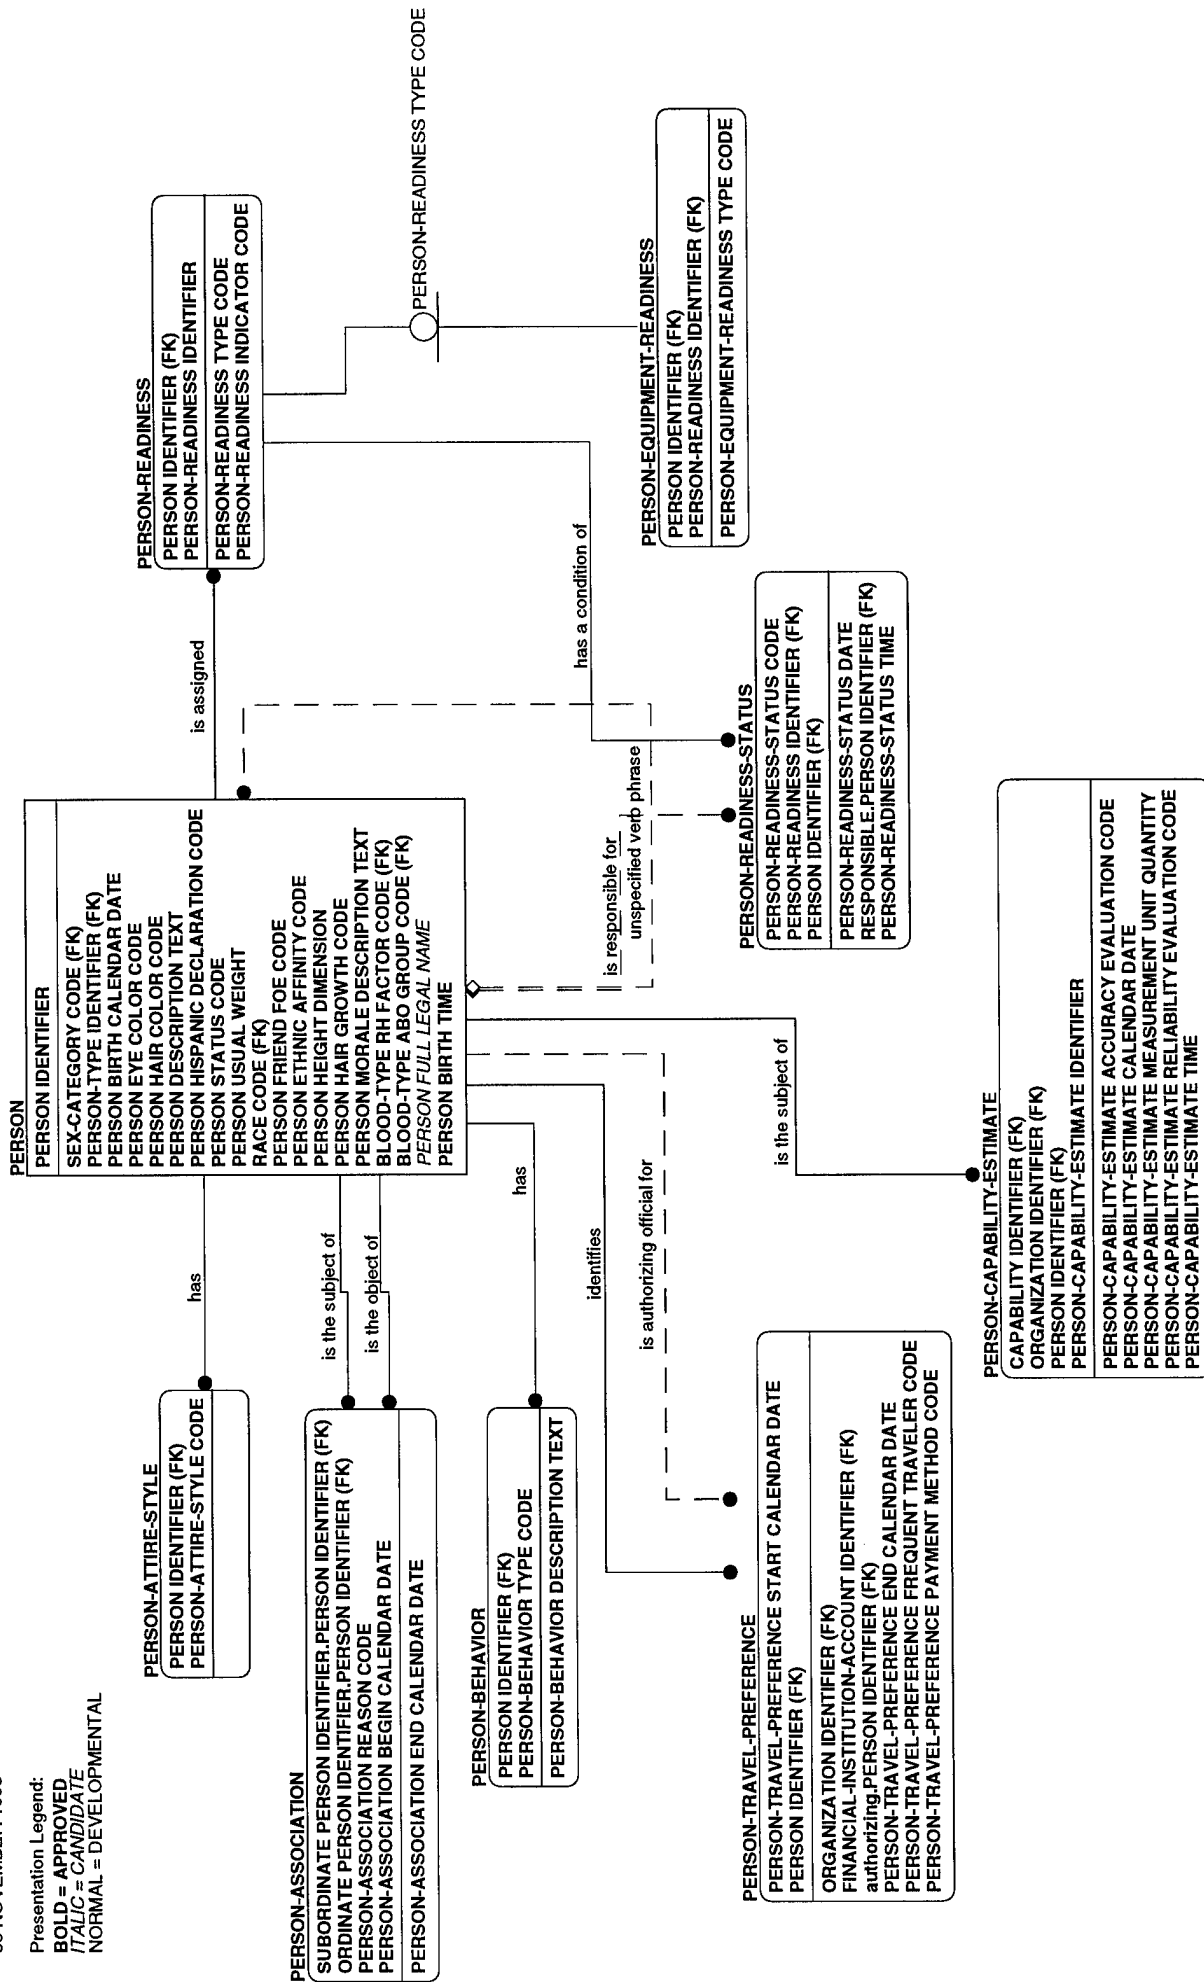 Presentation Legend:
BOLD = APPROVED
ITALIC = CANDIDATE
NORMAL = DEVELOPMENTAL
PERSON-ATTIRE-STYLE
PERSON IDENTIFIER (FK)
PERSON-ATTIRE-STYLE CODE
has
PERSON
PERSON IDENTIFIER
SEX-CATEGORY CODE (FK)
PERSON-TYPE IDENTIFIER (FK)
PERSON BIRTH CALENDAR DATE
PERSON EYE COLOR CODE
PERSON HAIR COLOR CODE
PERSON DESCRIPTION TEXT
PERSON HISPANIC DECLARATION CODE
PERSON STATUS CODE
PERSON USUAL WEIGHT
RACE CODE (FK)
PERSON FRIEND FOE CODE
PERSON ETHNIC AFFINITY CODE
PERSON HEIGHT DIMENSION
PERSON HAIR GROWTH CODE
PERSON MORALE DESCRIPTION TEXT
BLOOD-TYPE RH FACTOR CODE (FK)
BLOOD-TYPE ABO GROUP CODE (FK)
PERSON FULL LEGAL NAME
PERSON BIRTH TIME
is assigned
PERSON-READINESS
PERSON IDENTIFIER (FK)
PERSON-READINESS IDENTIFIER
PERSON-READINESS TYPE CODE
PERSON-READINESS INDICATOR CODE
PERSON-READINESS TYPE CODE
PERSON-ASSOCIATION
SUBORDINATE PERSON IDENTIFIER.PERSON IDENTIFIER (FK)
ORDINATE PERSON IDENTIFIER.PERSON IDENTIFIER (FK)
PERSON-ASSOCIATION REASON CODE
PERSON-ASSOCIATION BEGIN CALENDAR DATE
PERSON-ASSOCIATION END CALENDAR DATE
is the subject of
is the object of
PERSON-BEHAVIOR
PERSON IDENTIFIER (FK)
PERSON-BEHAVIOR TYPE CODE
PERSON-BEHAVIOR DESCRIPTION TEXT
has
identifies
is authorizing official for
is responsible for
unspecified verb phrase
has a condition of
PERSON-EQUIPMENT-READINESS
PERSON IDENTIFIER (FK)
PERSON-READINESS IDENTIFIER (FK)
PERSON-EQUIPMENT-READINESS TYPE CODE
PERSON-TRAVEL-PREFERENCE
PERSON-TRAVEL-PREFERENCE START CALENDAR DATE
PERSON IDENTIFIER (FK)
ORGANIZATION IDENTIFIER (FK)
FINANCIAL-INSTITUTION-ACCOUNT IDENTIFIER (FK)
authorizing.PERSON IDENTIFIER (FK)
PERSON-TRAVEL-PREFERENCE END CALENDAR DATE
PERSON-TRAVEL-PREFERENCE FREQUENT TRAVELER CODE
PERSON-TRAVEL-PREFERENCE PAYMENT METHOD CODE
is the subject of
PERSON-READINESS-STATUS
PERSON-READINESS-STATUS CODE
PERSON-READINESS IDENTIFIER (FK)
PERSON IDENTIFIER (FK)
PERSON-READINESS-STATUS DATE
RESPONSIBLE.PERSON IDENTIFIER (FK)
PERSON-READINESS-STATUS TIME
PERSON-CAPABILITY-ESTIMATE
CAPABILITY IDENTIFIER (FK)
ORGANIZATION IDENTIFIER (FK)
PERSON IDENTIFIER (FK)
PERSON-CAPABILITY-ESTIMATE IDENTIFIER
PERSON-CAPABILITY-ESTIMATE ACCURACY EVALUATION CODE
PERSON-CAPABILITY-ESTIMATE CALENDAR DATE
PERSON-CAPABILITY-ESTIMATE MEASUREMENT UNIT QUANTITY
PERSON-CAPABILITY-ESTIMATE RELIABILITY EVALUATION CODE
PERSON-CAPABILITY-ESTIMATE TIME